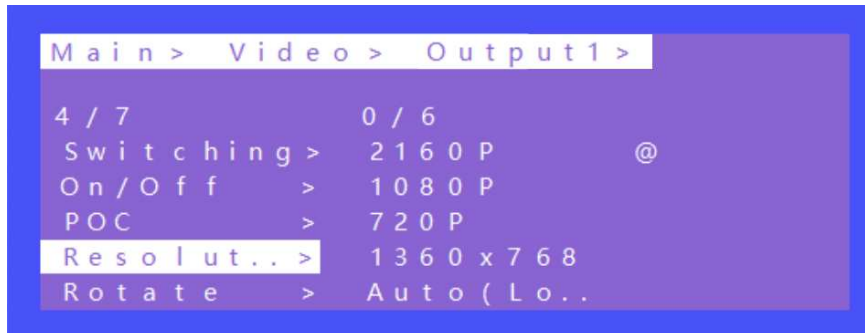 Main> Video> Output1>
4/7 0/6
Switching> 2160P @
On/Off > 1080P
POC > 720P
Resolut..> 1360x768
Rotate > Auto(Lo..